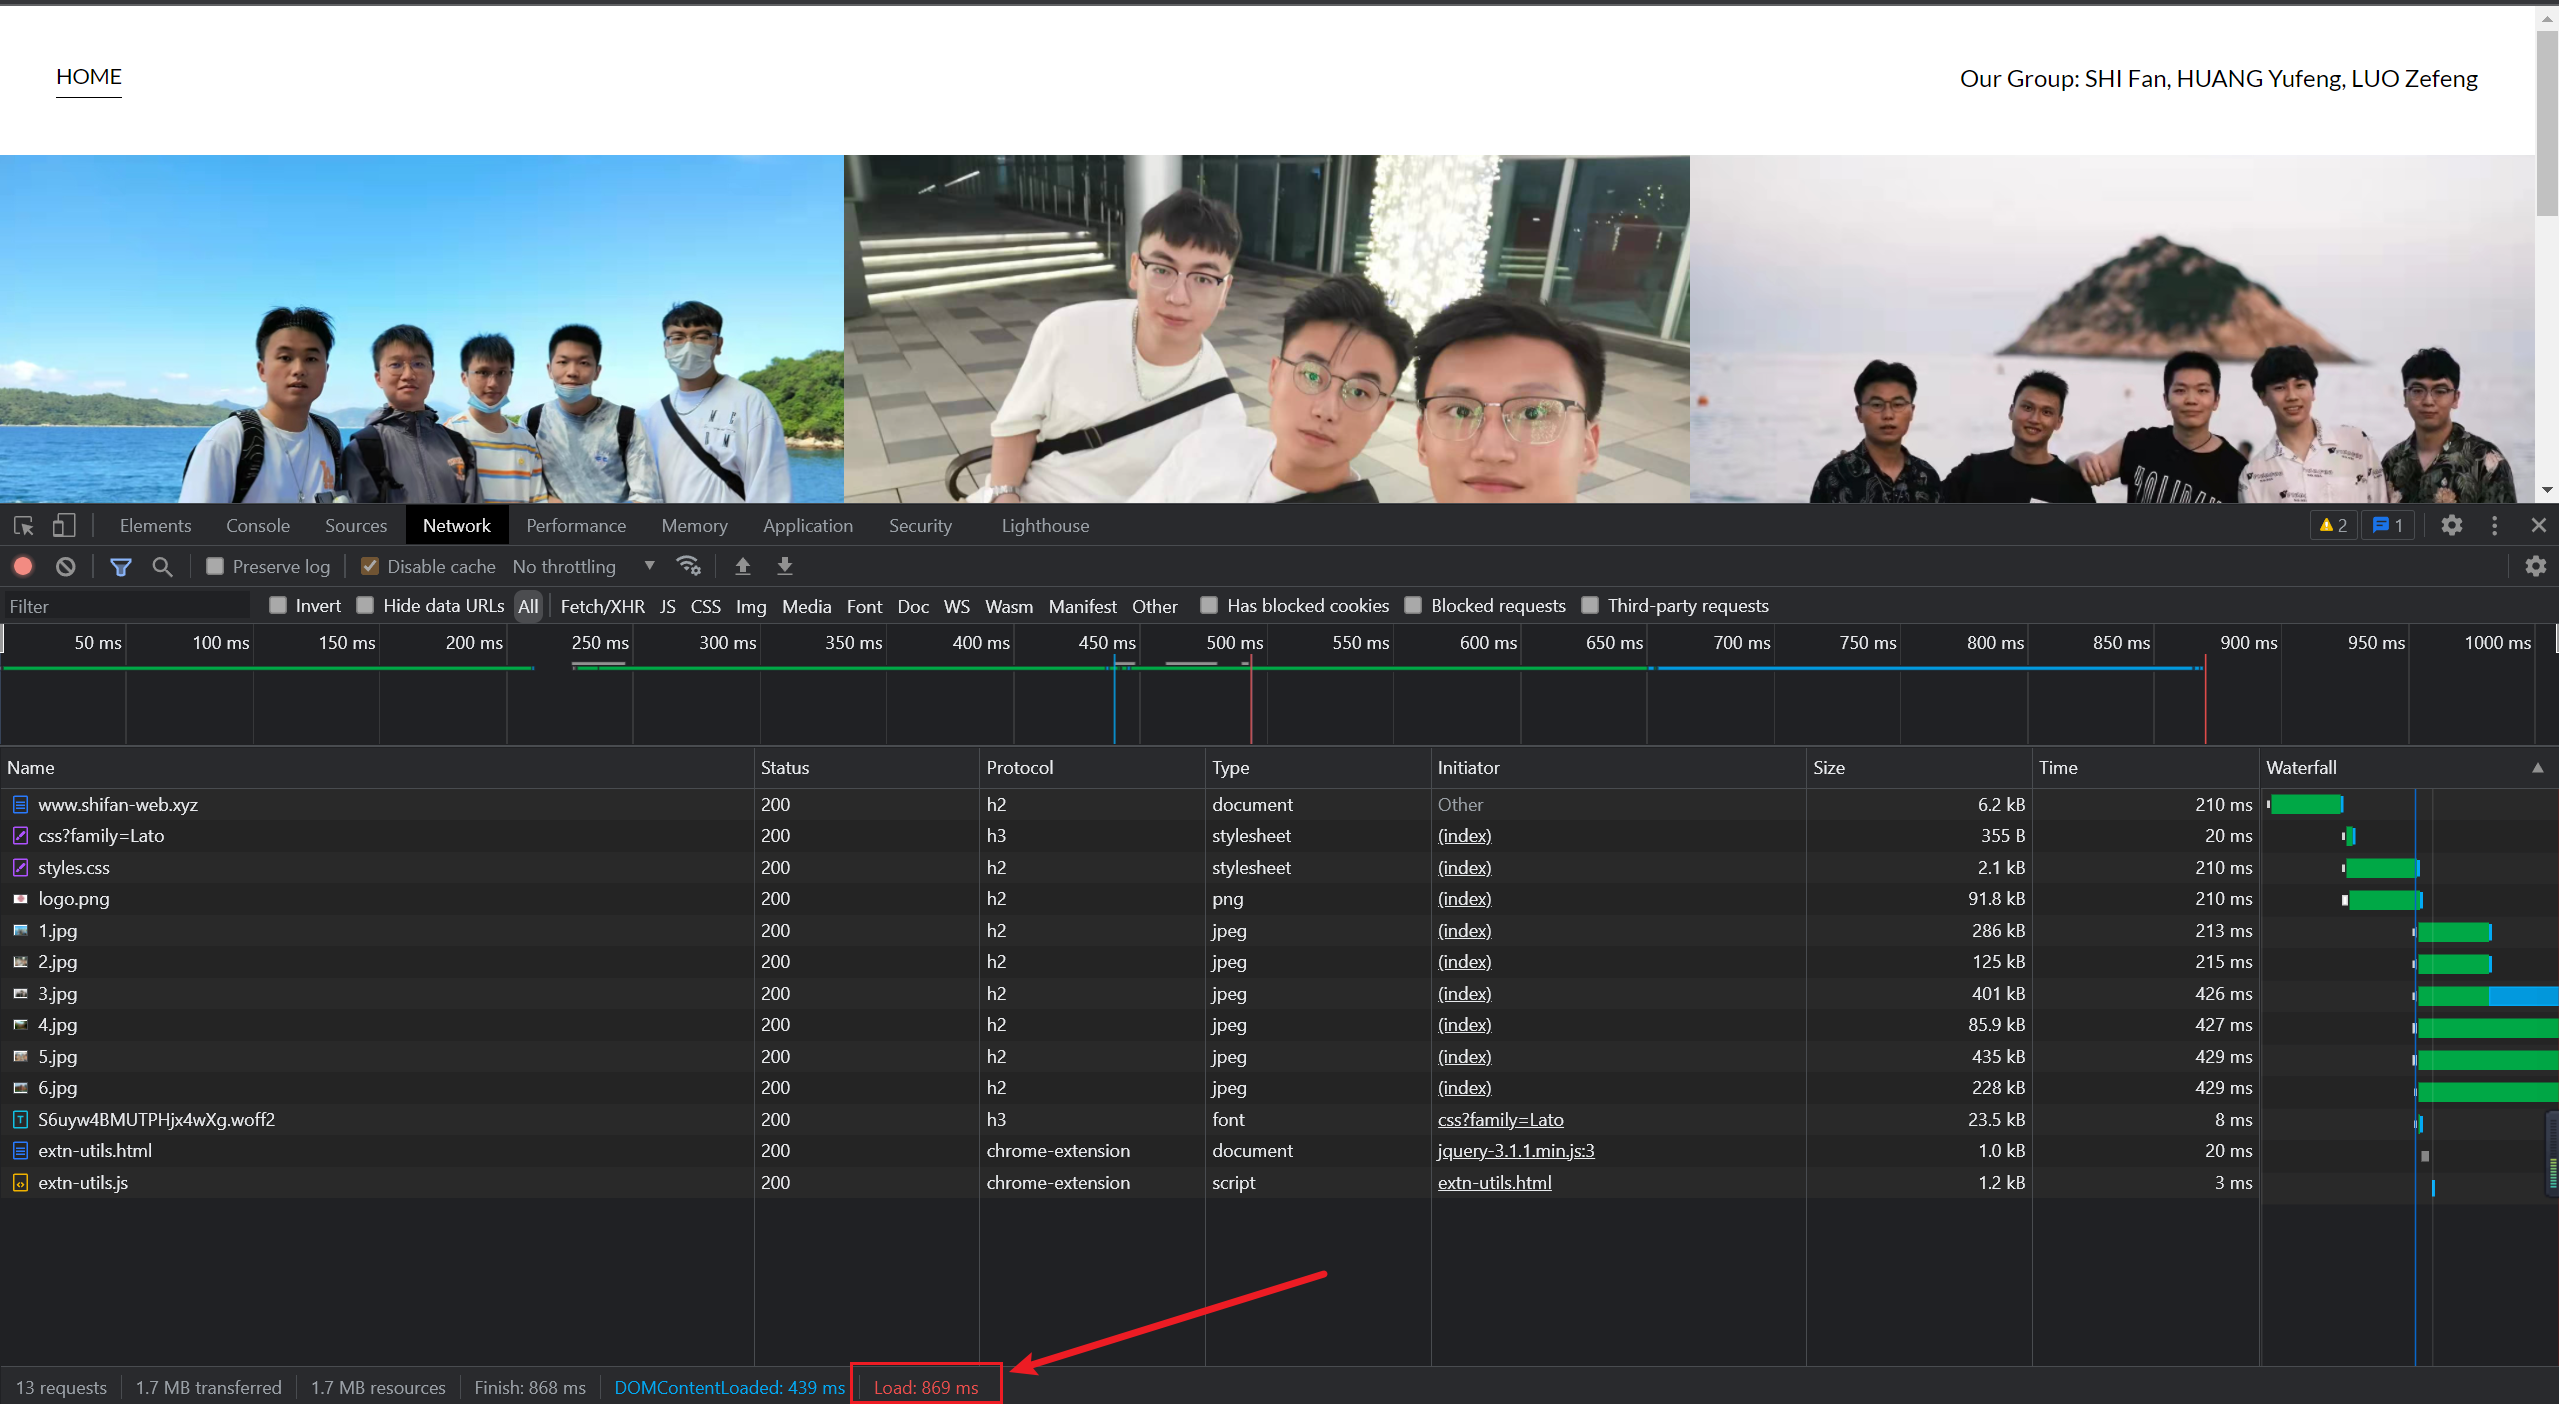 HOME
Our Group: SHI Fan, HUANG Yufeng, LUO Zefeng
Elements Console Sources Network Performance Memory Application Security Lighthouse 2 1
Preserve log Disable cache No throttling
Filter Invert Hide data URLs All Fetch/XHR JS CSS Img Media Font Doc WS Wasm Manifest Other Has blocked cookies Blocked requests Third-party requests
50 ms 100 ms 150 ms 200 ms 250 ms 300 ms 350 ms 400 ms 450 ms 500 ms 550 ms 600 ms 650 ms 700 ms 750 ms 800 ms 850 ms 900 ms 950 ms 1000 ms
Name Status Protocol Type Initiator Size Time Waterfall
www.shifan-web.xyz 200 h2 document Other 6.2 kB 210 ms
css?family=Lato 200 h3 stylesheet (index) 355 B 20 ms
styles.css 200 h2 stylesheet (index) 2.1 kB 210 ms
logo.png 200 h2 png (index) 91.8 kB 210 ms
1.jpg 200 h2 jpeg (index) 286 kB 213 ms
2.jpg 200 h2 jpeg (index) 125 kB 215 ms
3.jpg 200 h2 jpeg (index) 401 kB 426 ms
4.jpg 200 h2 jpeg (index) 85.9 kB 427 ms
5.jpg 200 h2 jpeg (index) 435 kB 429 ms
6.jpg 200 h2 jpeg (index) 228 kB 429 ms
S6uyw4BMUTPHjx4wXg.woff2 200 h3 font css?family=Lato 23.5 kB 8 ms
extn-utils.html 200 chrome-extension document jquery-3.1.1.min.js:3 1.0 kB 20 ms
extn-utils.js 200 chrome-extension script extn-utils.html 1.2 kB 3 ms
13 requests 1.7 MB transferred 1.7 MB resources Finish: 868 ms DOMContentLoaded: 439 ms Load: 869 ms